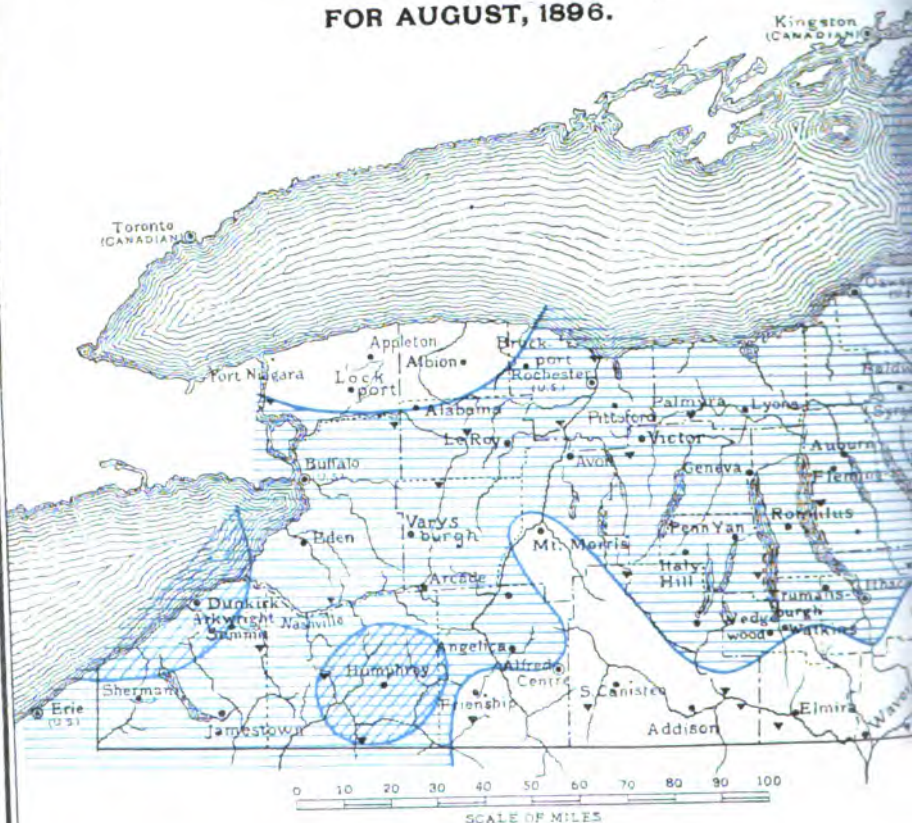 FOR AUGUST, 1896.
Kingston
(CANADIAN)
Toronto
(CANADIAN)
Appleton
Albion
Brock-
port
Fort Niagara
Lock
port
Rochester
(U.S.)
Alabama
Pittsford
Palmyra
Lyons
Le Roy
Victor
Avon
Auburn
Buffalo
(U.S.)
Geneva
Romulus
Varys
burgh
Eden
Penn Yan
Mt. Morris
Italy
Hill
Arcade
Dunkirk
Arkwright
Summit
Nashville
Wedg
wood
burgh
Watkins
Angelica
Humphrey
Alfred
Centre
Sherman
Frienship
S. Canisteo
Elmira
Erie
(U.S.)
Jamestown
Addison
0 10 20 30 40 50 60 70 80 90 100
SCALE OF MILES